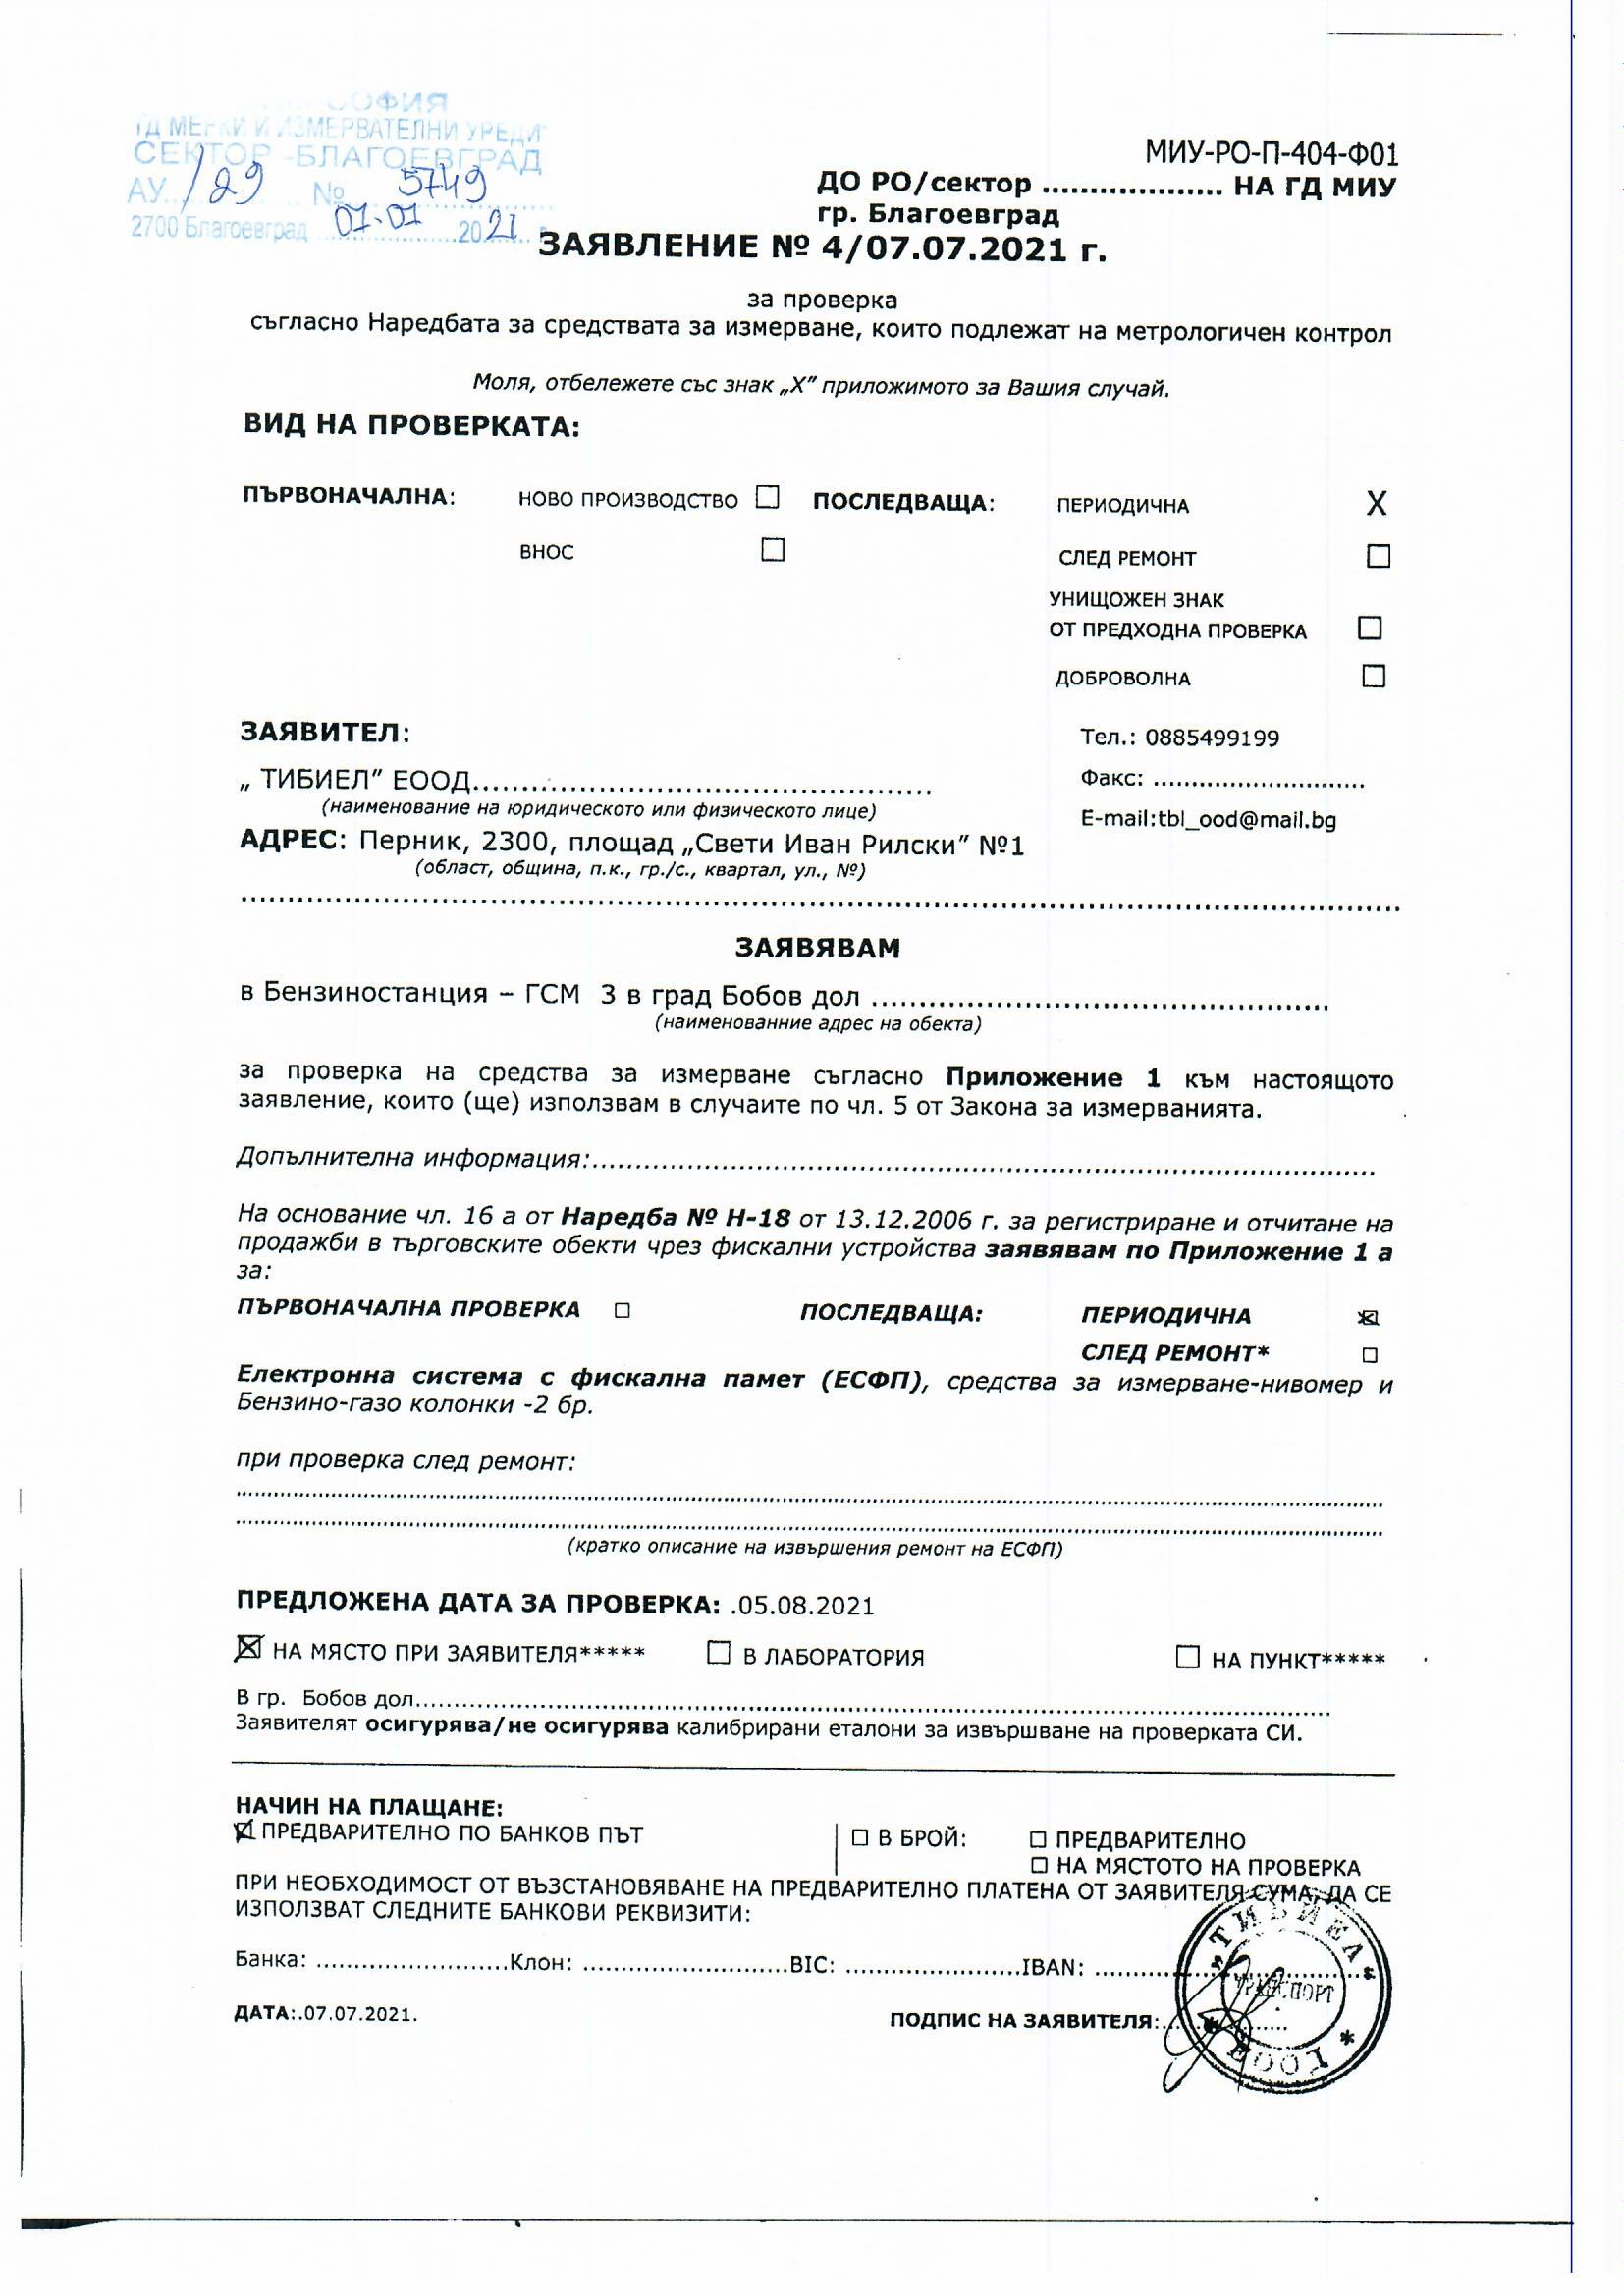 СОФИЯ
ГД МЕРКИ И ИЗМЕРВАТЕЛНИ УРЕДИ"
СЕКТОР -БЛАГОЕВГРАД
АУ./29 № 5749
2700 Благоевград 07.07 2021
МИУ-РО-П-404-Ф01
ДО РО/сектор ................... НА ГД МИУ
гр. Благоевград
ЗАЯВЛЕНИЕ № 4/07.07.2021 г.
за проверка
съгласно Наредбата за средствата за измерване, които подлежат на метрологичен контрол
Моля, отбележете със знак „X" приложимото за Вашия случай.
ВИД НА ПРОВЕРКАТА:
ПЪРВОНАЧАЛНА: НОВО ПРОИЗВОДСТВО ☐ ПОСЛЕДВАЩА: ПЕРИОДИЧНА X
ВНОС ☐ СЛЕД РЕМОНТ ☐
УНИЩОЖЕН ЗНАК
ОТ ПРЕДХОДНА ПРОВЕРКА ☐
ДОБРОВОЛНА ☐
ЗАЯВИТЕЛ: Тел.: 0885499199
„ ТИБИЕЛ" ЕООД.................................................. Факс: ...........................
(наименование на юридическото или физическото лице)
E-mail:tbl_ood@mail.bg
АДРЕС: Перник, 2300, площад „Свети Иван Рилски" №1
(област, община, п.к., гр./с., квартал, ул., №)
ЗАЯВЯВАМ
в Бензиностанция – ГСМ 3 в град Бобов дол .................................................
(наименованние адрес на обекта)
за проверка на средства за измерване съгласно Приложение 1 към настоящото
заявление, които (ще) използвам в случаите по чл. 5 от Закона за измерванията.
Допълнителна информация:..........................................................................................
На основание чл. 16 а от Наредба № Н-18 от 13.12.2006 г. за регистриране и отчитане на
продажби в търговските обекти чрез фискални устройства заявявам по Приложение 1 а
за:
ПЪРВОНАЧАЛНА ПРОВЕРКА ☐ ПОСЛЕДВАЩА: ПЕРИОДИЧНА ☒
СЛЕД РЕМОНТ* ☐
Електронна система с фискална памет (ЕСФП), средства за измерване-нивомер и
Бензино-газо колонки -2 бр.
при проверка след ремонт:
(кратко описание на извършения ремонт на ЕСФП)
ПРЕДЛОЖЕНА ДАТА ЗА ПРОВЕРКА: .05.08.2021
☒ НА МЯСТО ПРИ ЗАЯВИТЕЛЯ***** ☐ В ЛАБОРАТОРИЯ ☐ НА ПУНКТ*****
В гр. Бобов дол....................................................................................................
Заявителят осигурява/не осигурява калибрирани еталони за извършване на проверката СИ.
НАЧИН НА ПЛАЩАНЕ:
☒ ПРЕДВАРИТЕЛНО ПО БАНКОВ ПЪТ ☐ В БРОЙ: ☐ ПРЕДВАРИТЕЛНО
☐ НА МЯСТОТО НА ПРОВЕРКА
ПРИ НЕОБХОДИМОСТ ОТ ВЪЗСТАНОВЯВАНЕ НА ПРЕДВАРИТЕЛНО ПЛАТЕНА ОТ ЗАЯВИТЕЛЯ СУМА, ДА СЕ
ИЗПОЛЗВАТ СЛЕДНИТЕ БАНКОВИ РЕКВИЗИТИ:
Банка: ........................Клон: ..........................BIC: ......................IBAN: ...................................
ДАТА:.07.07.2021. ПОДПИС НА ЗАЯВИТЕЛЯ:................
"ТИБИЕЛ"
ТРАНСПОРТ
ЕООД